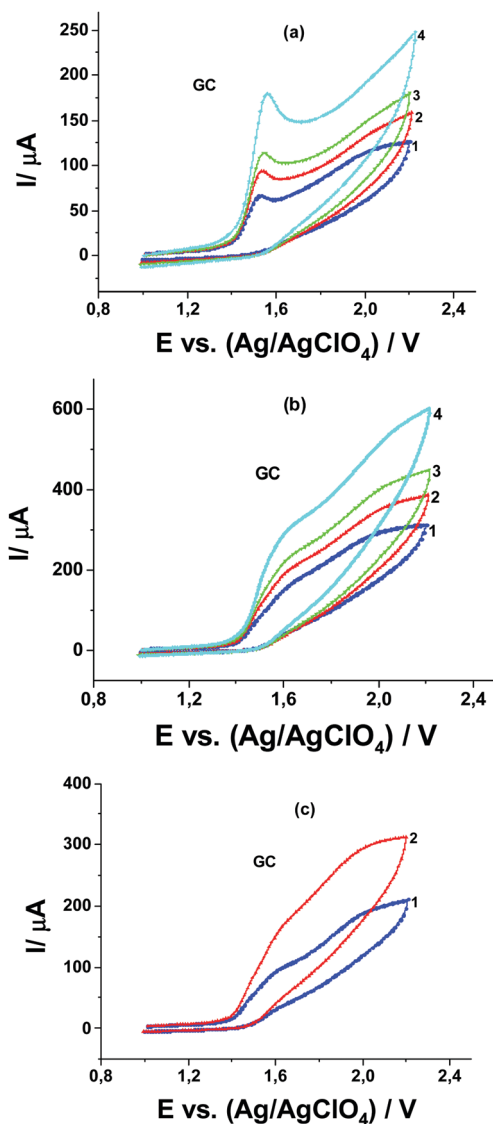 (a)
GC
250
200
150
100
50
0
I/ μA
4
3
2
1
0,8 1,2 1,6 2,0 2,4
E vs. (Ag/AgClO₄) / V
(b)
GC
600
400
200
0
I/ μA
4
3
2
1
0,8 1,2 1,6 2,0 2,4
E vs. (Ag/AgClO₄) / V
(c)
GC
400
300
200
100
0
I/ μA
2
1
0,8 1,2 1,6 2,0 2,4
E vs. (Ag/AgClO₄) / V